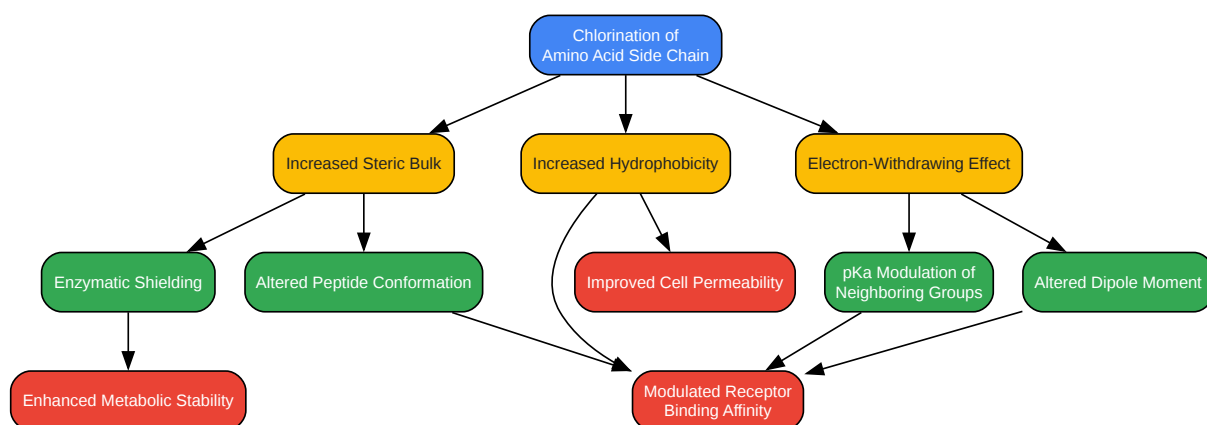 Chlorination of
Amino Acid Side Chain
Increased Steric Bulk
Increased Hydrophobicity
Electron-Withdrawing Effect
Enzymatic Shielding
Altered Peptide Conformation
Improved Cell Permeability
pKa Modulation of
Neighboring Groups
Altered Dipole Moment
Enhanced Metabolic Stability
Modulated Receptor
Binding Affinity